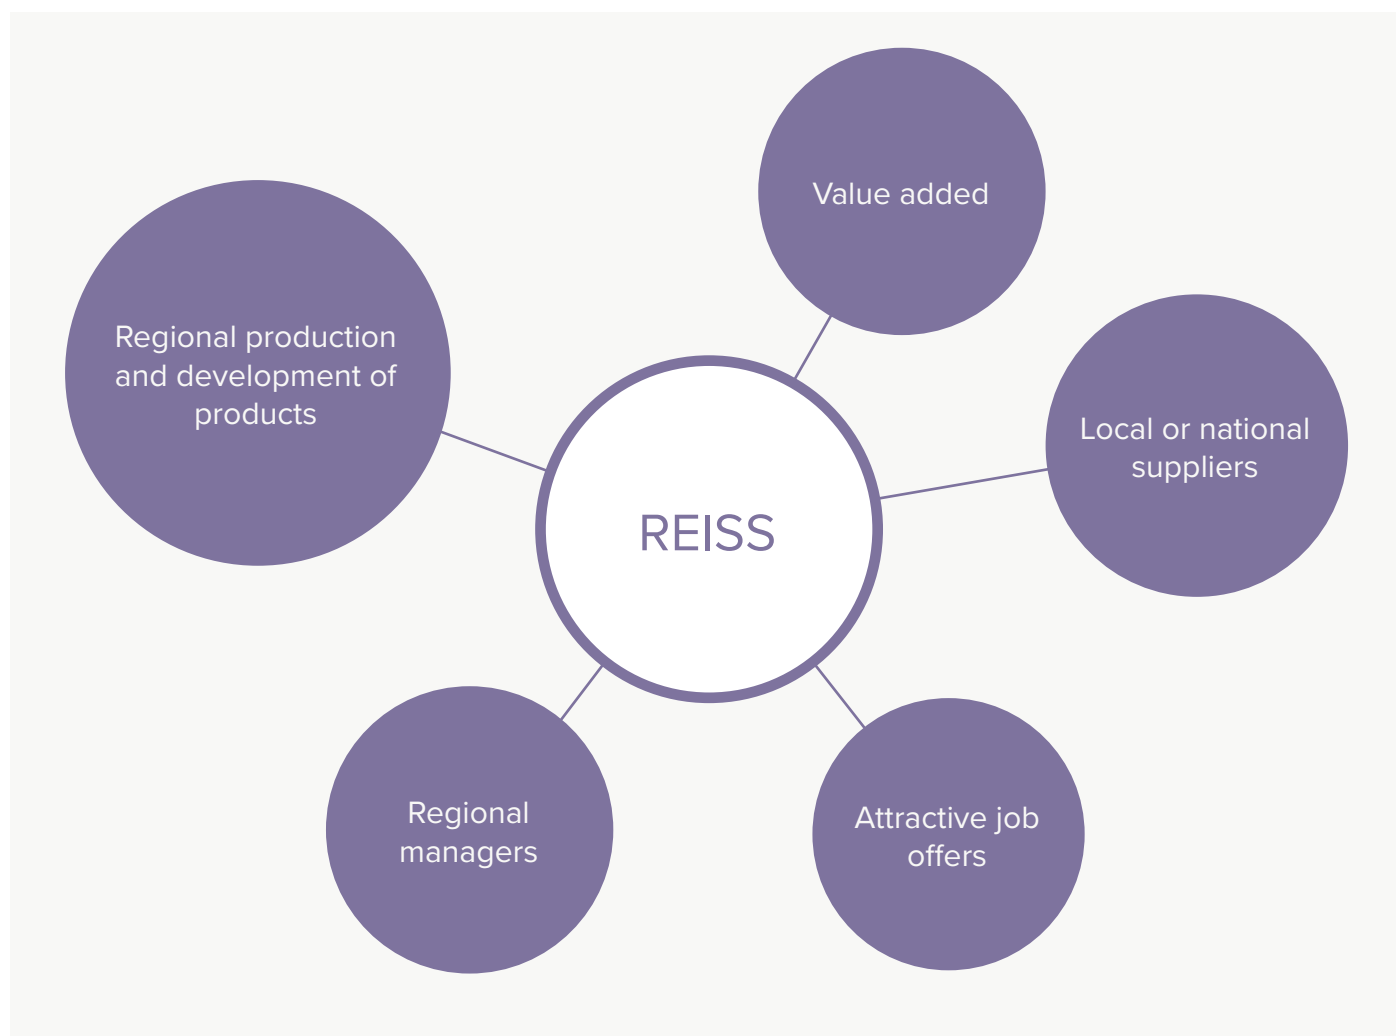 Value added
Regional production
and development of
products
Local or national
suppliers
REISS
Regional
managers
Attractive job
offers